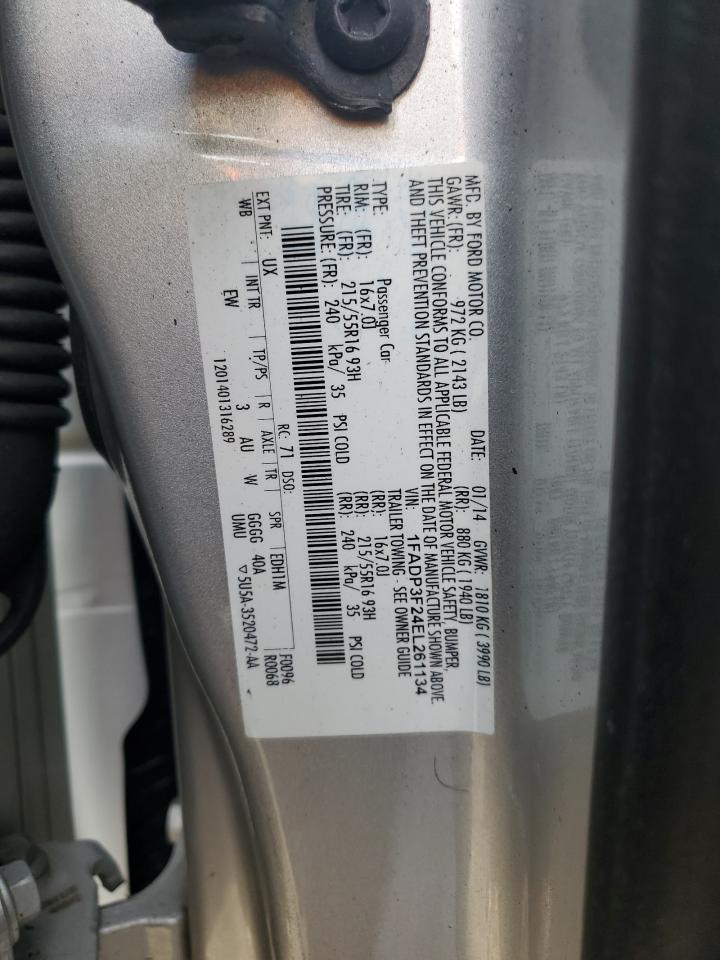 MFC. BY FORD MOTOR CO.
DATE: 01/14 GVWR: 1810 KG ( 3990 LB)
GAWR: (FR): 972 KG ( 2143 LB) (RR): 880 KG ( 1940 LB)
THIS VEHICLE CONFORMS TO ALL APPLICABLE FEDERAL MOTOR VEHICLE SAFETY, BUMPER,
AND THEFT PREVENTION STANDARDS IN EFFECT ON THE DATE OF MANUFACTURE SHOWN ABOVE.
VIN: 1FADP3F24EL261134
TYPE: Passenger Car TRAILER TOWING - SEE OWNER GUIDE
RIM: (FR): 16x7.0J (RR): 16x7.0J
TIRE: (FR): 215/55R16 93H (RR): 215/55R16 93H
PRESSURE: (FR): 240 kPa/ 35 PSI COLD (RR): 240 kPa/ 35 PSI COLD
EXT PNT: UX RC: 71 DSO: F0096
WB INT TR TP/PS R AXLE TR SPR EDH1M R0068
EW 3 AU W GGGG 40A
1201401316289 UMU ▽5U5A-3520472-AA